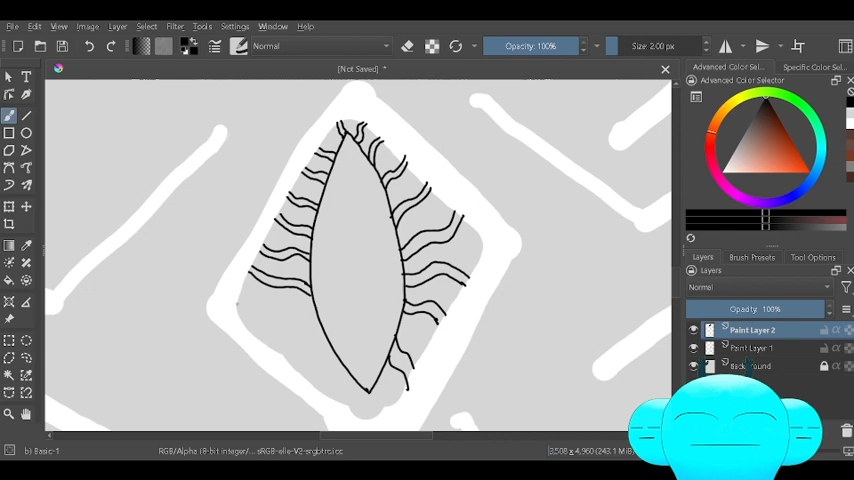 File Edit View Image Layer Select Filter Tools Settings Window Help
Normal Opacity: 100% Size: 2.00 px
[Not Saved] *
Advanced Color Sel... Specific Color Sel...
Advanced Color Selector
Layers Brush Presets Tool Options
Layers
Normal
Opacity: 100%
Paint Layer 2
Paint Layer 1
b) Basic-1 RGB/Alpha (8-bit integer/... sRGB-elle-V2-srgbtrc.icc 3,508 x 4,960 (243.1 MiB)